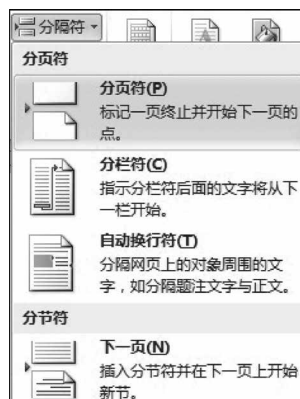 分隔符
分页符
分页符(P)
标记一页终止并开始下一页的
点。
分栏符(C)
指示分栏符后面的文字将从下
一栏开始。
自动换行符(T)
分隔网页上的对象周围的文
字，如分隔题注文字与正文。
分节符
下一页(N)
插入分节符并在下一页上开始
新节。